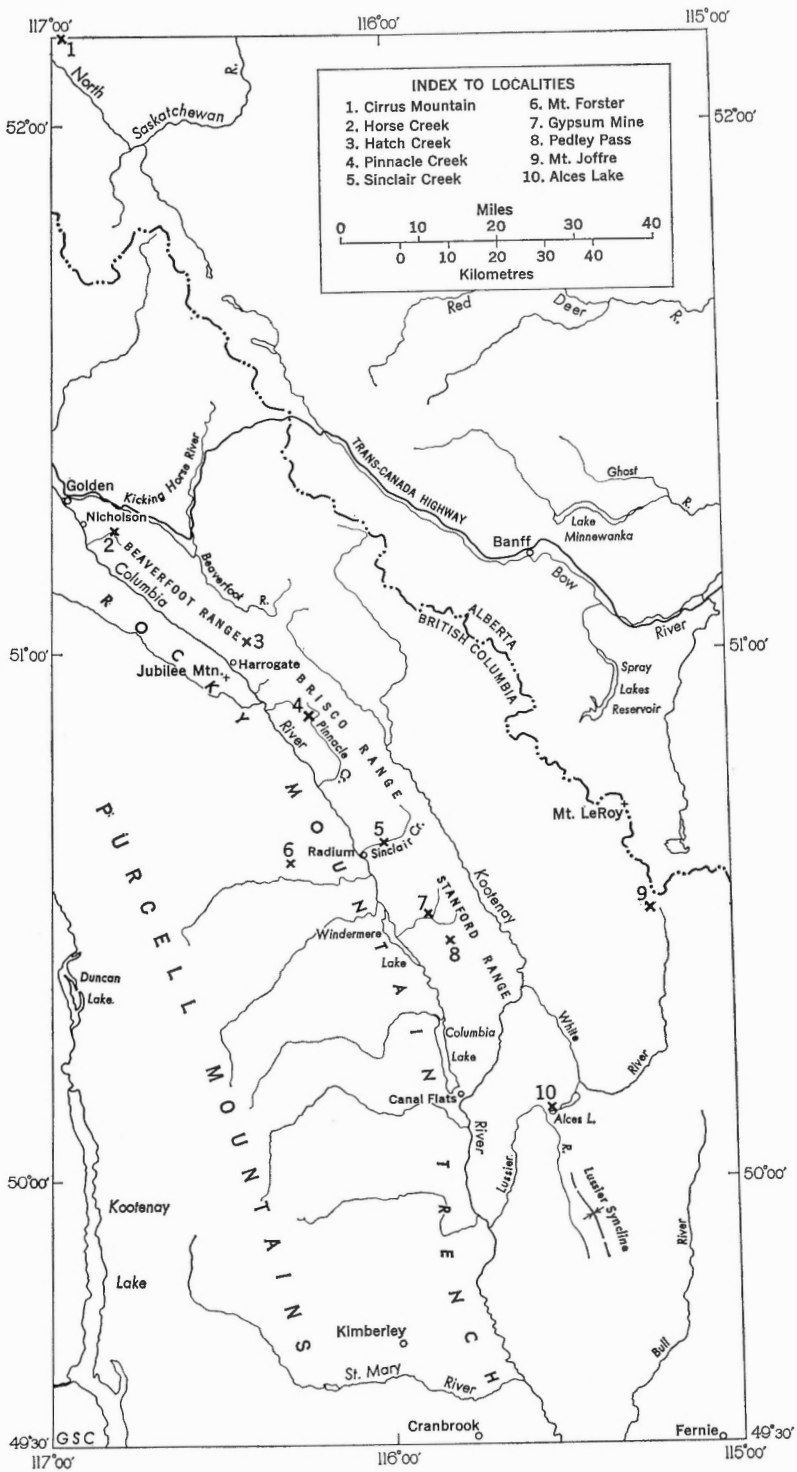 117°00'
116°00'
115°00'
1
North
R.
Saskatchewan
52°00'
52°00'
INDEX TO LOCALITIES
1. Cirrus Mountain
2. Horse Creek
3. Hatch Creek
4. Pinnacle Creek
5. Sinclair Creek
6. Mt. Forster
7. Gypsum Mine
8. Pedley Pass
9. Mt. Joffre
10. Alces Lake
Miles
0 10 20 30 40
0 10 20 30 40
Kilometres
Red Deer R.
TRANS-CANADA HIGHWAY
Ghost R.
Lake
Minnewanka
Golden
Kicking Horse River
Nicholson
2
Banff
Bow
River
BEAVERFOOT RANGE
Beaverfoot R.
Columbia
River
3
ALBERTA
BRITISH COLUMBIA
51°00'
51°00'
Harrogate
Jubilee Mtn.
Spray
Lakes
Reservoir
ROCKY MOUNTAIN TRENCH
BRISCO RANGE
4
Pinnacle C.
Mt. LeRoy
PURCELL MOUNTAINS
5
Radium
Sinclair Cr.
6
Kootenay
River
STANFORD RANGE
7
8
9
Windermere
Lake
Duncan
Lake
White
River
Columbia
Lake
Canal Flats
10
Alces L.
Lussier
R.
Lussier Syncline
50°00'
50°00'
Kootenay
Lake
Bull
River
Kimberley
St. Mary
River
Cranbrook
Fernie
GSC
49°30'
49°30'
117°00'
116°00'
115°00'